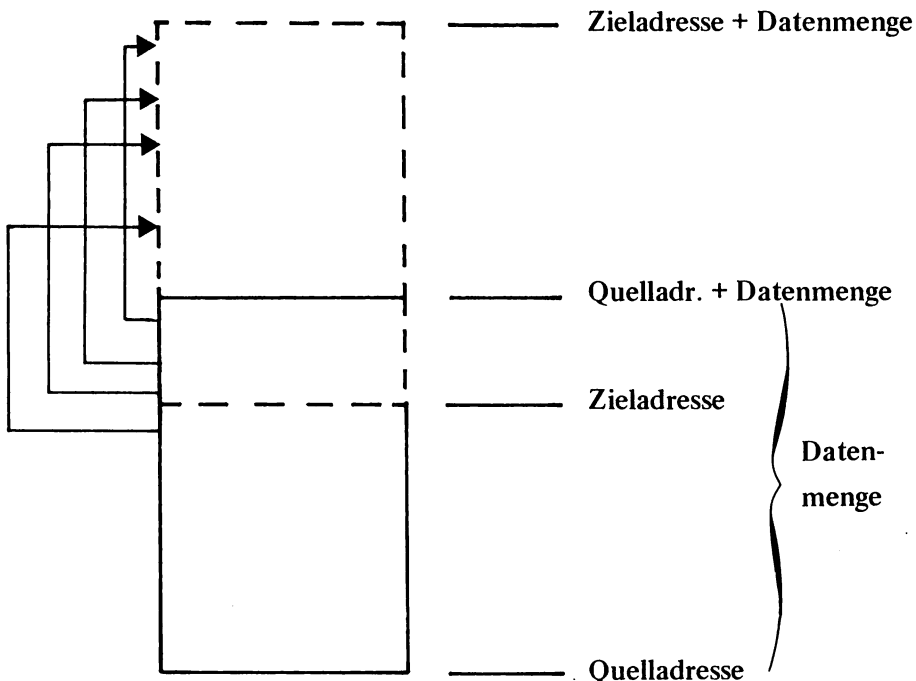 Zieladresse + Datenmenge
Quelladr. + Datenmenge
Zieladresse
Daten-
menge
Quelladresse